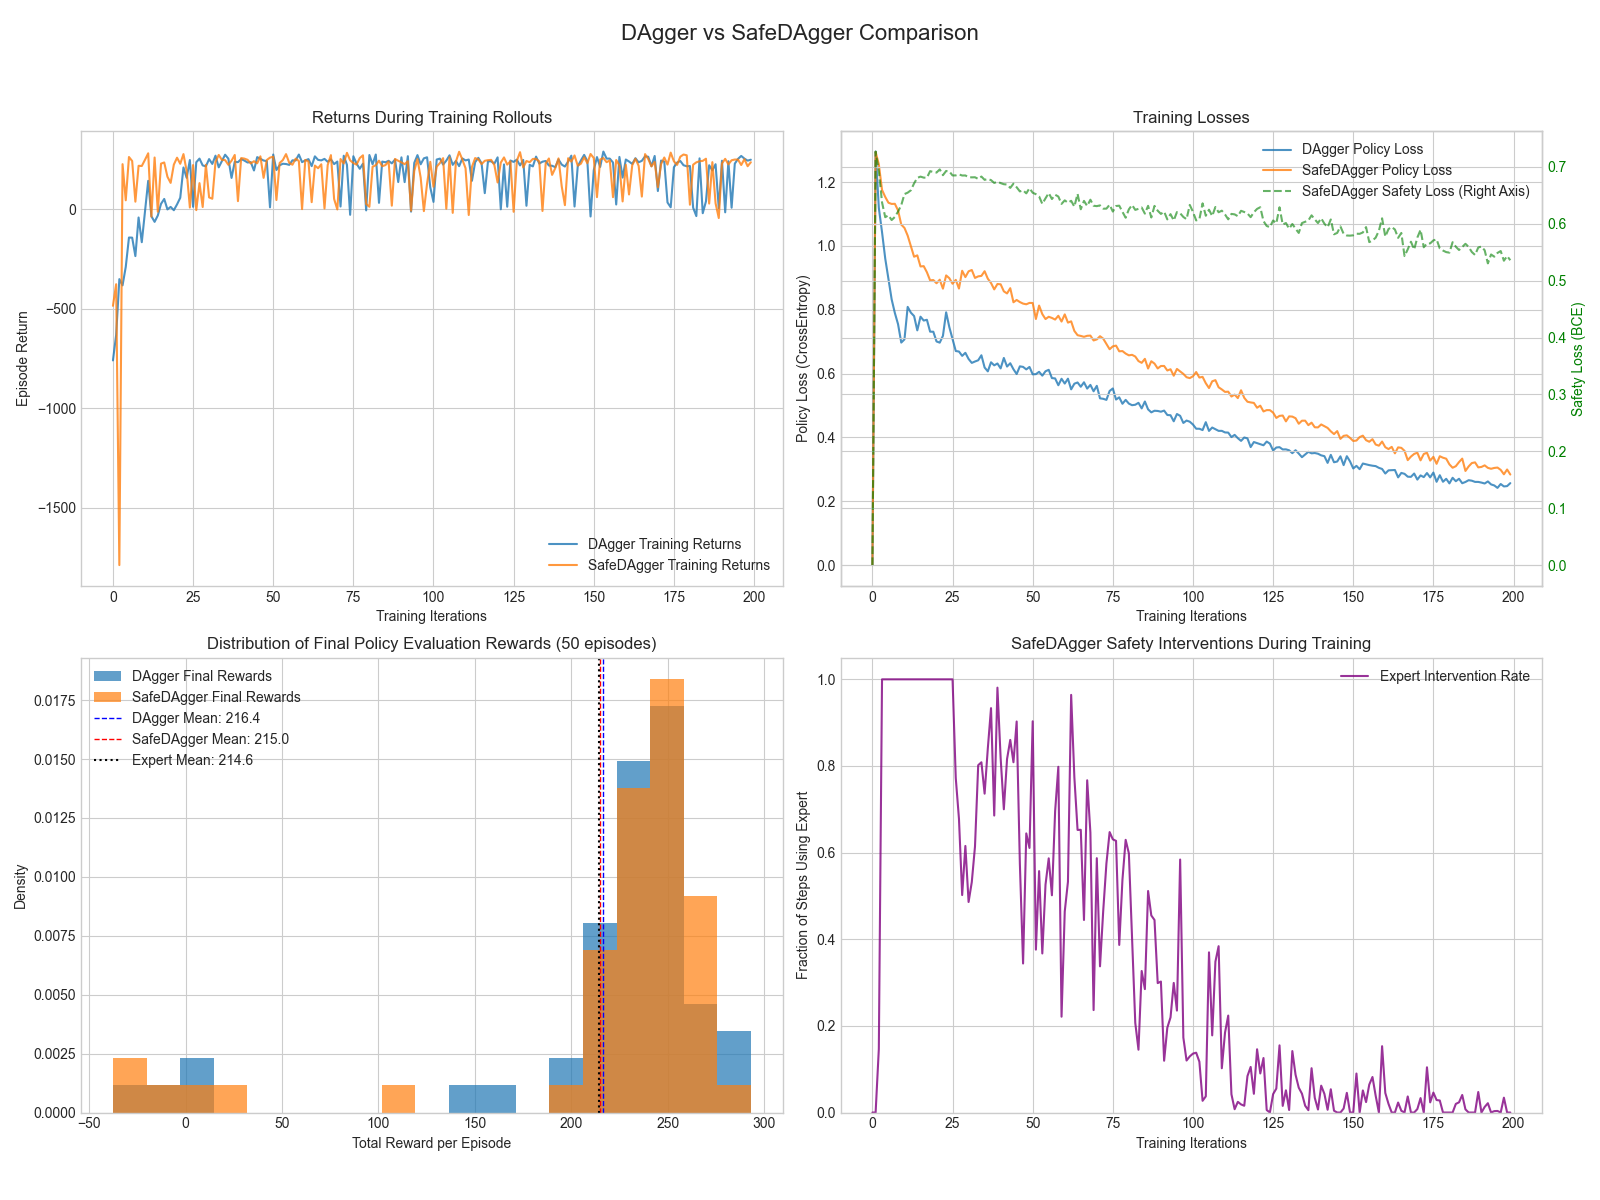 DAgger vs SafeDAgger Comparison
Returns During Training Rollouts
Episode Return
0
−500
−1000
−1500
DAgger Training Returns
SafeDAgger Training Returns
0 25 50 75 100 125 150 175 200
Training Iterations
Training Losses
Policy Loss (CrossEntropy)
1.2
1.0
0.8
0.6
0.4
0.2
0.0
DAgger Policy Loss
SafeDAgger Policy Loss
SafeDAgger Safety Loss (Right Axis)
0.7
0.6
0.5
0.4
0.3
0.2
0.1
0.0
Safety Loss (BCE)
0 25 50 75 100 125 150 175 200
Training Iterations
Distribution of Final Policy Evaluation Rewards (50 episodes)
Density
0.0175
0.0150
0.0125
0.0100
0.0075
0.0050
0.0025
0.0000
DAgger Final Rewards
SafeDAgger Final Rewards
DAgger Mean: 216.4
SafeDAgger Mean: 215.0
Expert Mean: 214.6
−50 0 50 100 150 200 250 300
Total Reward per Episode
SafeDAgger Safety Interventions During Training
Fraction of Steps Using Expert
1.0
0.8
0.6
0.4
0.2
0.0
Expert Intervention Rate
0 25 50 75 100 125 150 175 200
Training Iterations